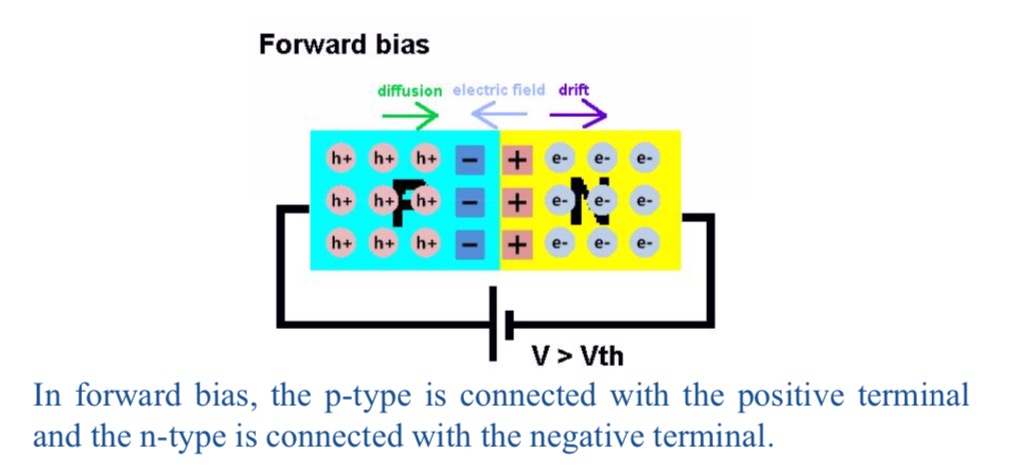 Forward bias
diffusion electric field drift
h+ h+ h+ − + e- e- e-
P N
h+ h+ h+ − + e- e- e-
h+ h+ h+ − + e- e- e-
V > Vth
In forward bias, the p-type is connected with the positive terminal
and the n-type is connected with the negative terminal.